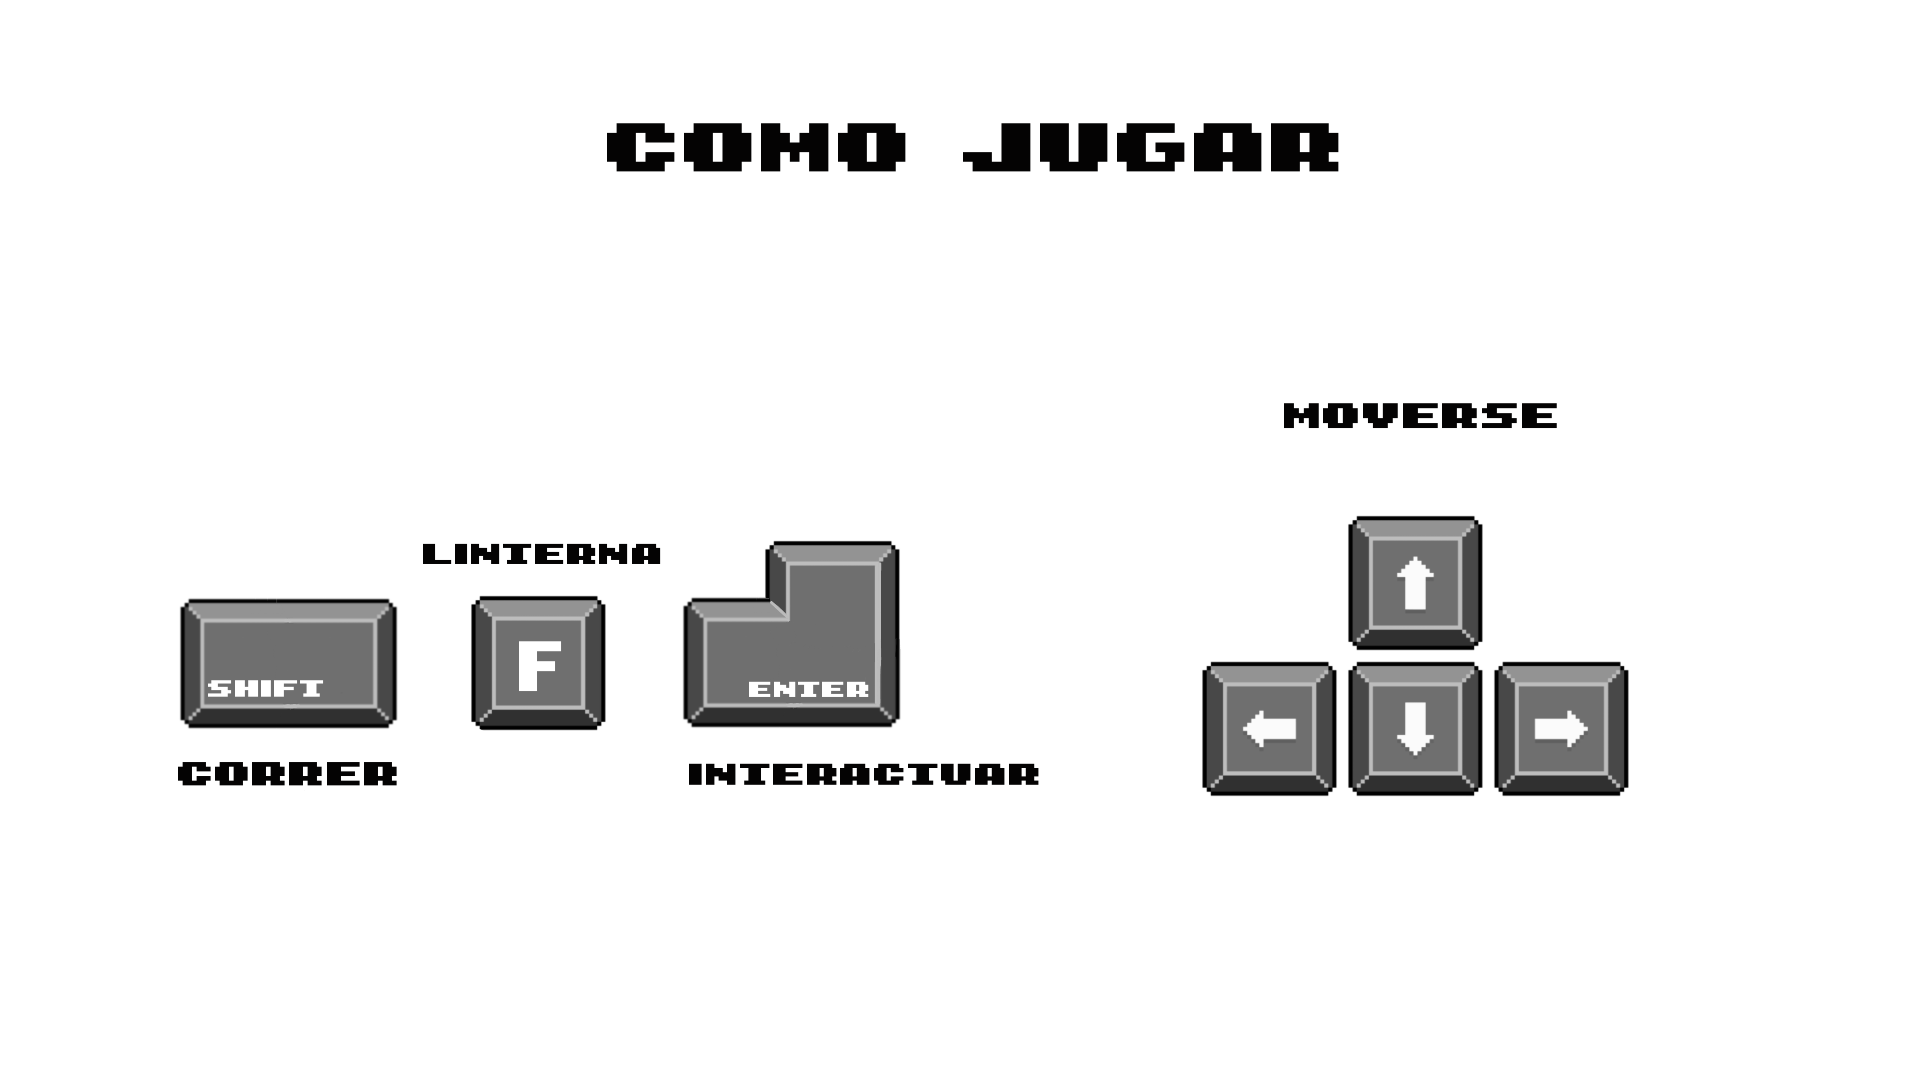 COMO JUGAR
MOVERSE
LINTERNA
F
SHIFT
ENTER
CORRER
INTERACTUAR